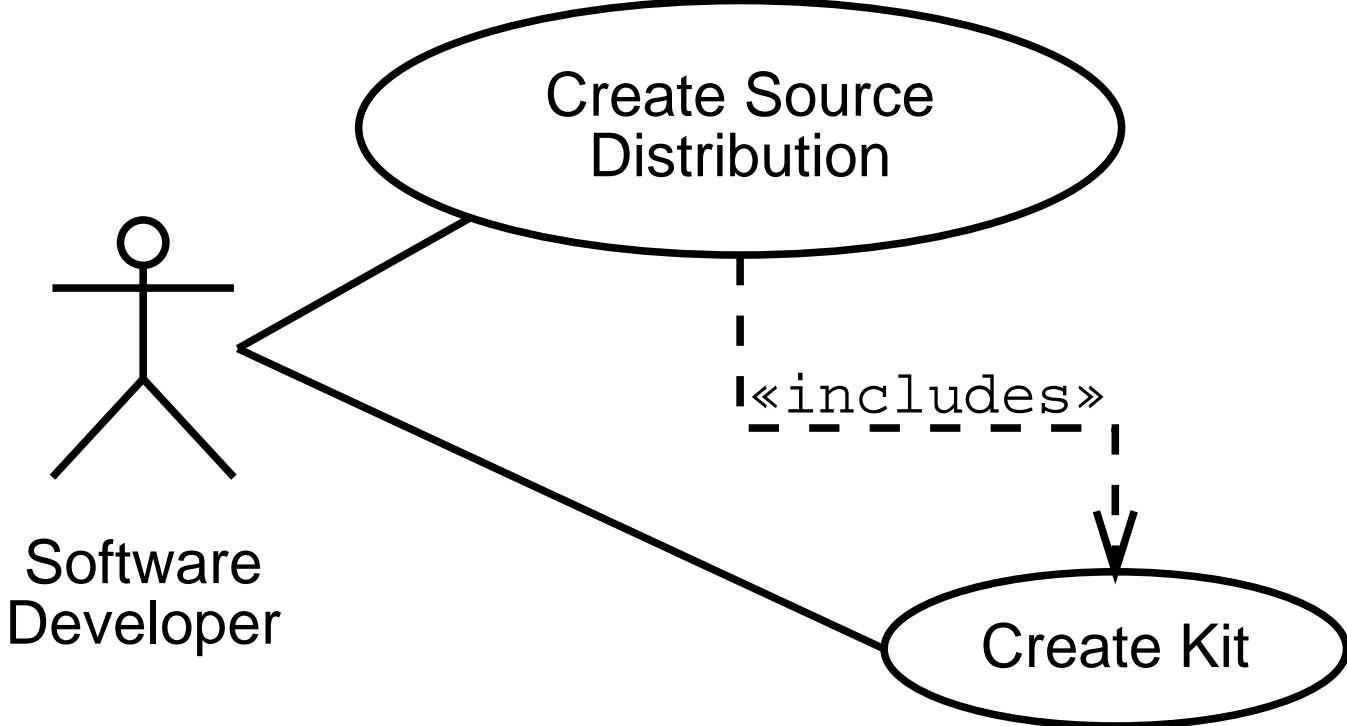 Create Source
Distribution
«includes»
Software
Developer
Create Kit